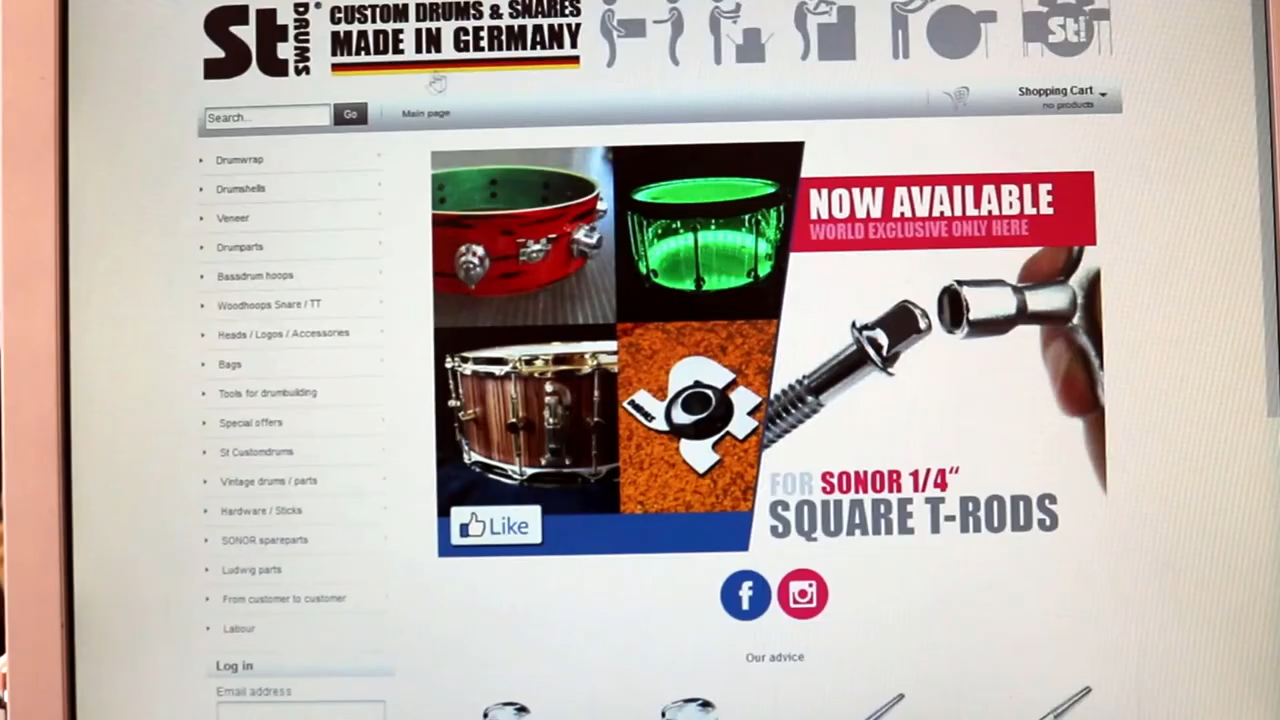 St DRUMS
CUSTOM DRUMS & SNARES
MADE IN GERMANY
St!
Shopping Cart
no products
Search...
Go
Main page
Drumwrap
Drumshells
Veneer
Drumparts
Bassdrum hoops
Woodhoops Snare / TT
Heads / Logos / Accessories
Bags
Tools for drumbuilding
Special offers
St Customdrums
Vintage drums / parts
Hardware / Sticks
SONOR spareparts
Ludwig parts
From customer to customer
Labour
Log in
Email address
NOW AVAILABLE
WORLD EXCLUSIVE ONLY HERE
FOR SONOR 1/4“
SQUARE T-RODS
Like
f
Our advice